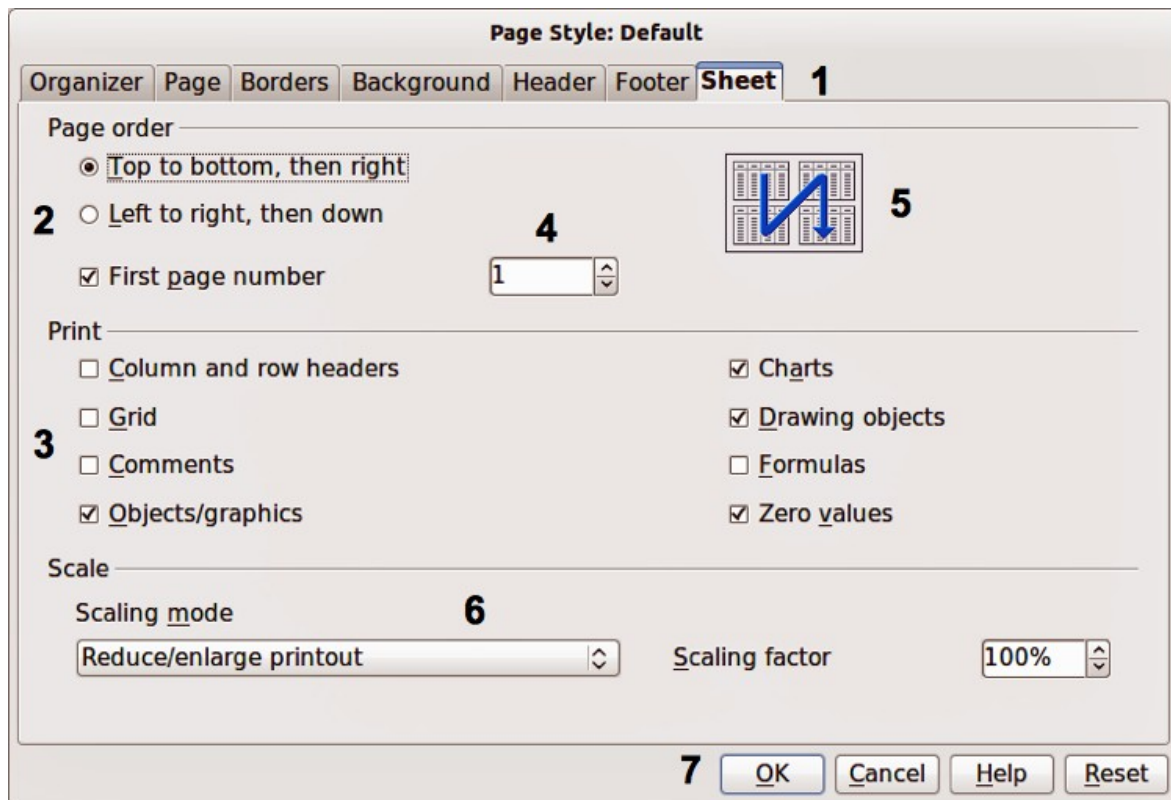 Page Style: Default
Organizer Page Borders Background Header Footer Sheet 1
Page order
Top to bottom, then right
5
2 Left to right, then down
4
First page number 1
Print
Column and row headers Charts
Grid Drawing objects
3
Comments Formulas
Objects/graphics Zero values
Scale
Scaling mode 6
Reduce/enlarge printout Scaling factor 100%
7 OK Cancel Help Reset